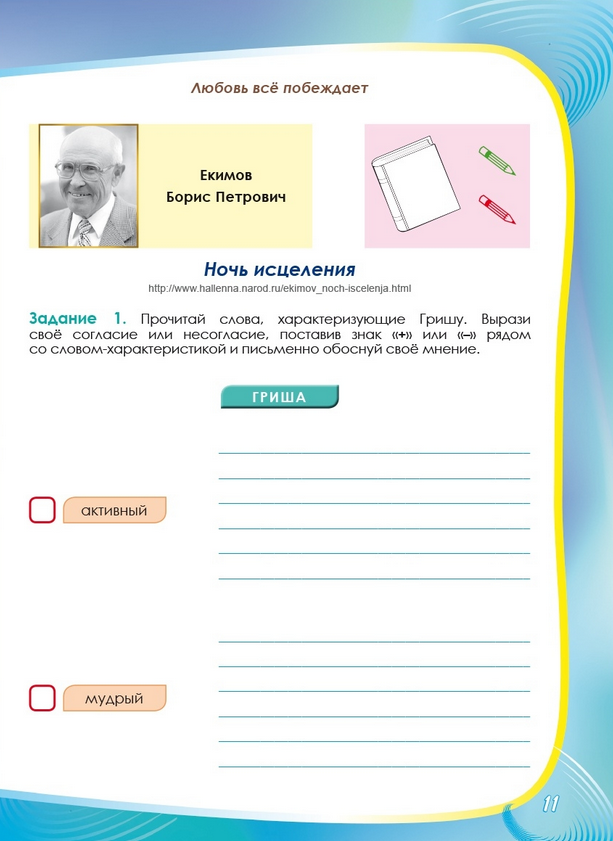 Любовь всё побеждает
Екимов
Борис Петрович
Ночь исцеления
http://www.hallenna.narod.ru/ekimov_noch-iscelenja.html
Задание 1. Прочитай слова, характеризующие Гришу. Вырази
своё согласие или несогласие, поставив знак «+» или «–» рядом
со словом-характеристикой и письменно обоснуй своё мнение.
ГРИША
активный
мудрый
11